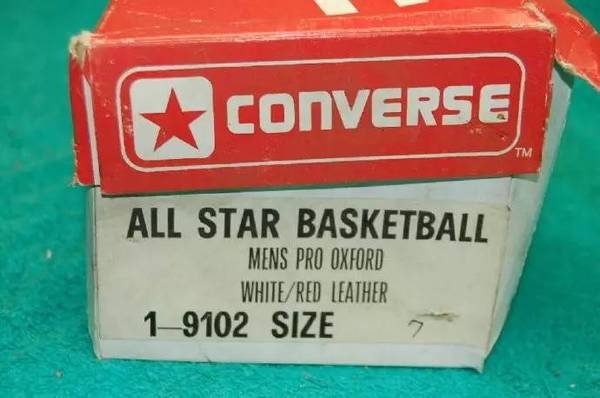 CONVERSE
TM
ALL STAR BASKETBALL
MENS PRO OXFORD
WHITE/RED LEATHER
1-9102 SIZE 7